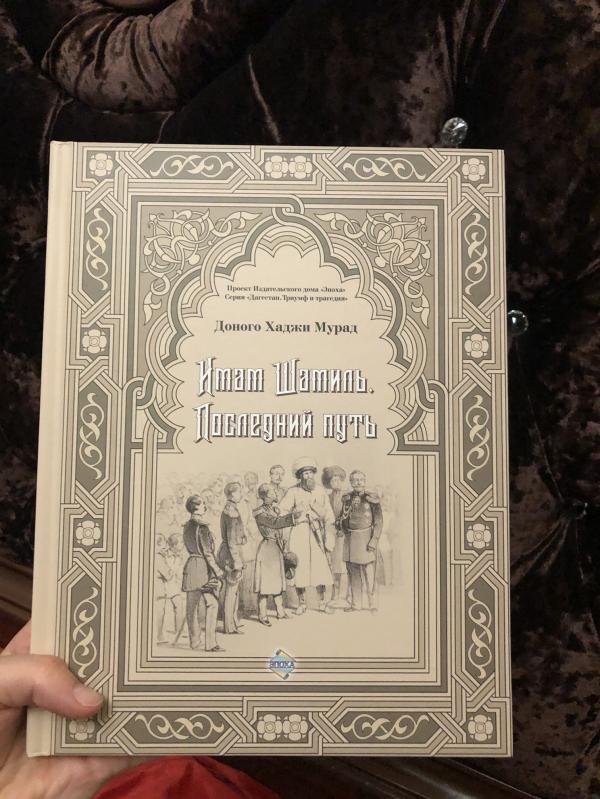 Проект Издательского дома «Эпоха»
Серия «Дагестан. Триумф и трагедия»
Доного Хаджи Мурад
Имам Шамиль.
Последний путь
ЭПОХА